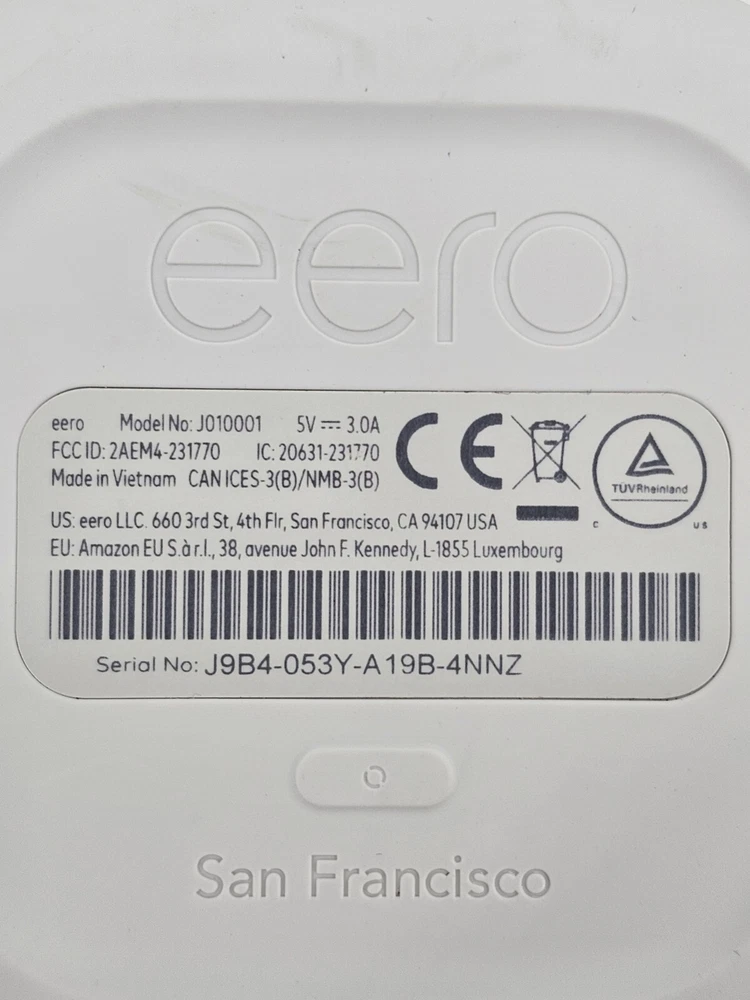 eero
eero Model No: J010001 5V ⎓ 3.0A
FCC ID: 2AEM4-231770 IC: 20631-231770
Made in Vietnam CAN ICES-3(B)/NMB-3(B)
CE
TÜVRheinland
C US
US: eero LLC. 660 3rd St, 4th Flr, San Francisco, CA 94107 USA
EU: Amazon EU S.à r.l., 38, avenue John F. Kennedy, L-1855 Luxembourg
Serial No: J9B4-053Y-A19B-4NNZ
San Francisco